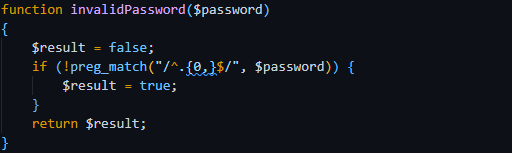 function invalidPassword($password)
{
    $result = false;
    if (!preg_match("/^.{0,}$/", $password)) {
        $result = true;
    }
    return $result;
}